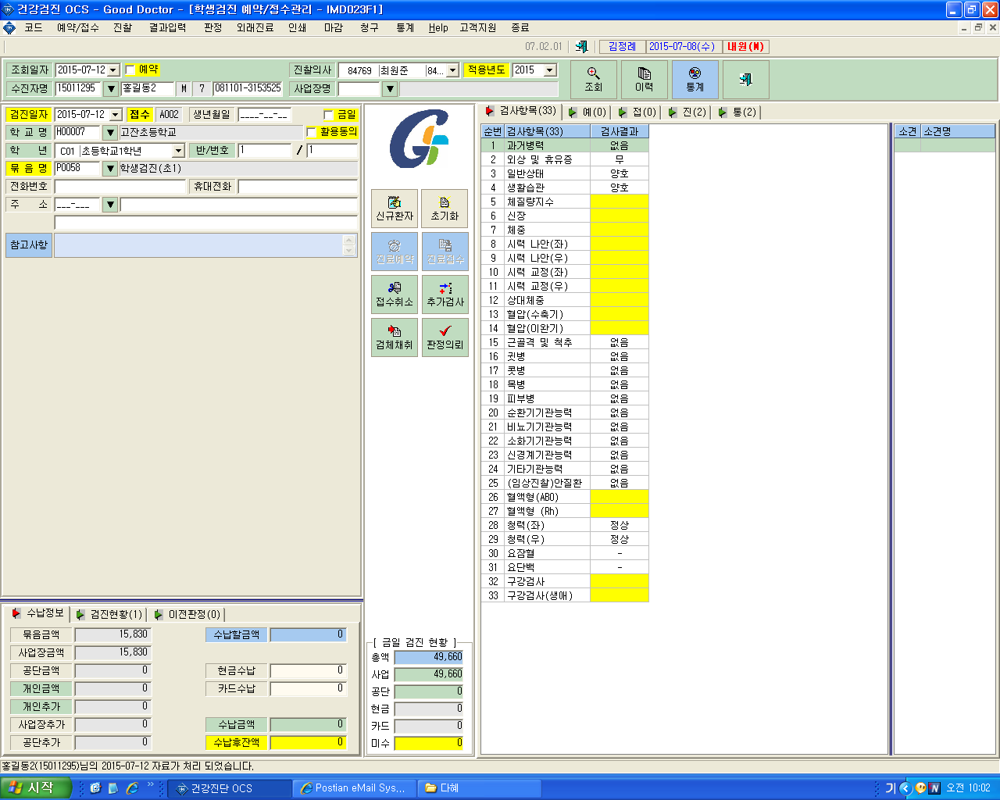 건강검진 OCS - Good Doctor - [학생검진 예약/접수관리 - IMD023F1]
코드 예약/접수 진찰 결과입력 판정 외래진료 인쇄 마감 청구 통계 Help 고객지원 종료
07.02.01 김정례 2015-07-08(수) 내원(M)
조회일자 2015-07-12 예약 진찰의사 84769 최원준 84... 적용년도 2015
수진자명 15011295 홍길동2 M 7 081101-3153525 사업장명
조회 이력 통계
검진일자 2015-07-12 접수 A002 생년월일 ____-__-__ 금일
학 교 명 H00007 고잔초등학교 활용동의
학 년 C01 초등학교1학년 반/번호 1 / 1
묶 음 명 P0058 학생검진(초1)
전화번호 휴대전화
주 소 ___-___
참고사항
신규환자 초기화
진료예약 진료접수
접수취소 추가검사
검체채취 판정의뢰
검사항목(33) 예(0) 접(0) 진(2) 통(2)
순번 검사항목(33) 검사결과
1 과거병력 없음
2 외상 및 휴유증 무
3 일반상태 양호
4 생활습관 양호
5 체질량지수
6 신장
7 체중
8 시력 나안(좌)
9 시력 나안(우)
10 시력 교정(좌)
11 시력 교정(우)
12 상대체중
13 혈압(수축기)
14 혈압(이완기)
15 근골격 및 척추 없음
16 귓병 없음
17 콧병 없음
18 목병 없음
19 피부병 없음
20 순환기기관능력 없음
21 비뇨기기관능력 없음
22 소화기기관능력 없음
23 신경계기관능력 없음
24 기타기관능력 없음
25 (임상진찰)안질환 없음
26 혈액형(ABO)
27 혈액형 (Rh)
28 청력(좌) 정상
29 청력(우) 정상
30 요잠혈 -
31 요단백 -
32 구강검사
33 구강검사(생애)
소견 소견명
수납정보 검진현황(1) 이전판정(0)
묶음금액 15,830 수납할금액 0
사업장금액 15,830
공단금액 0 현금수납 0
개인금액 0 카드수납 0
개인추가 0
사업장추가 0 수납금액 0
공단추가 0 수납후잔액 0
[ 금일 검진 현황 ]
총액 49,660
사업 49,660
공단 0
현금 0
카드 0
미수 0
홍길동2(15011295)님의 2015-07-12 자료가 처리 되었습니다.
시작 건강진단 OCS Postian eMail Sys... 다혜 기 오전 10:02